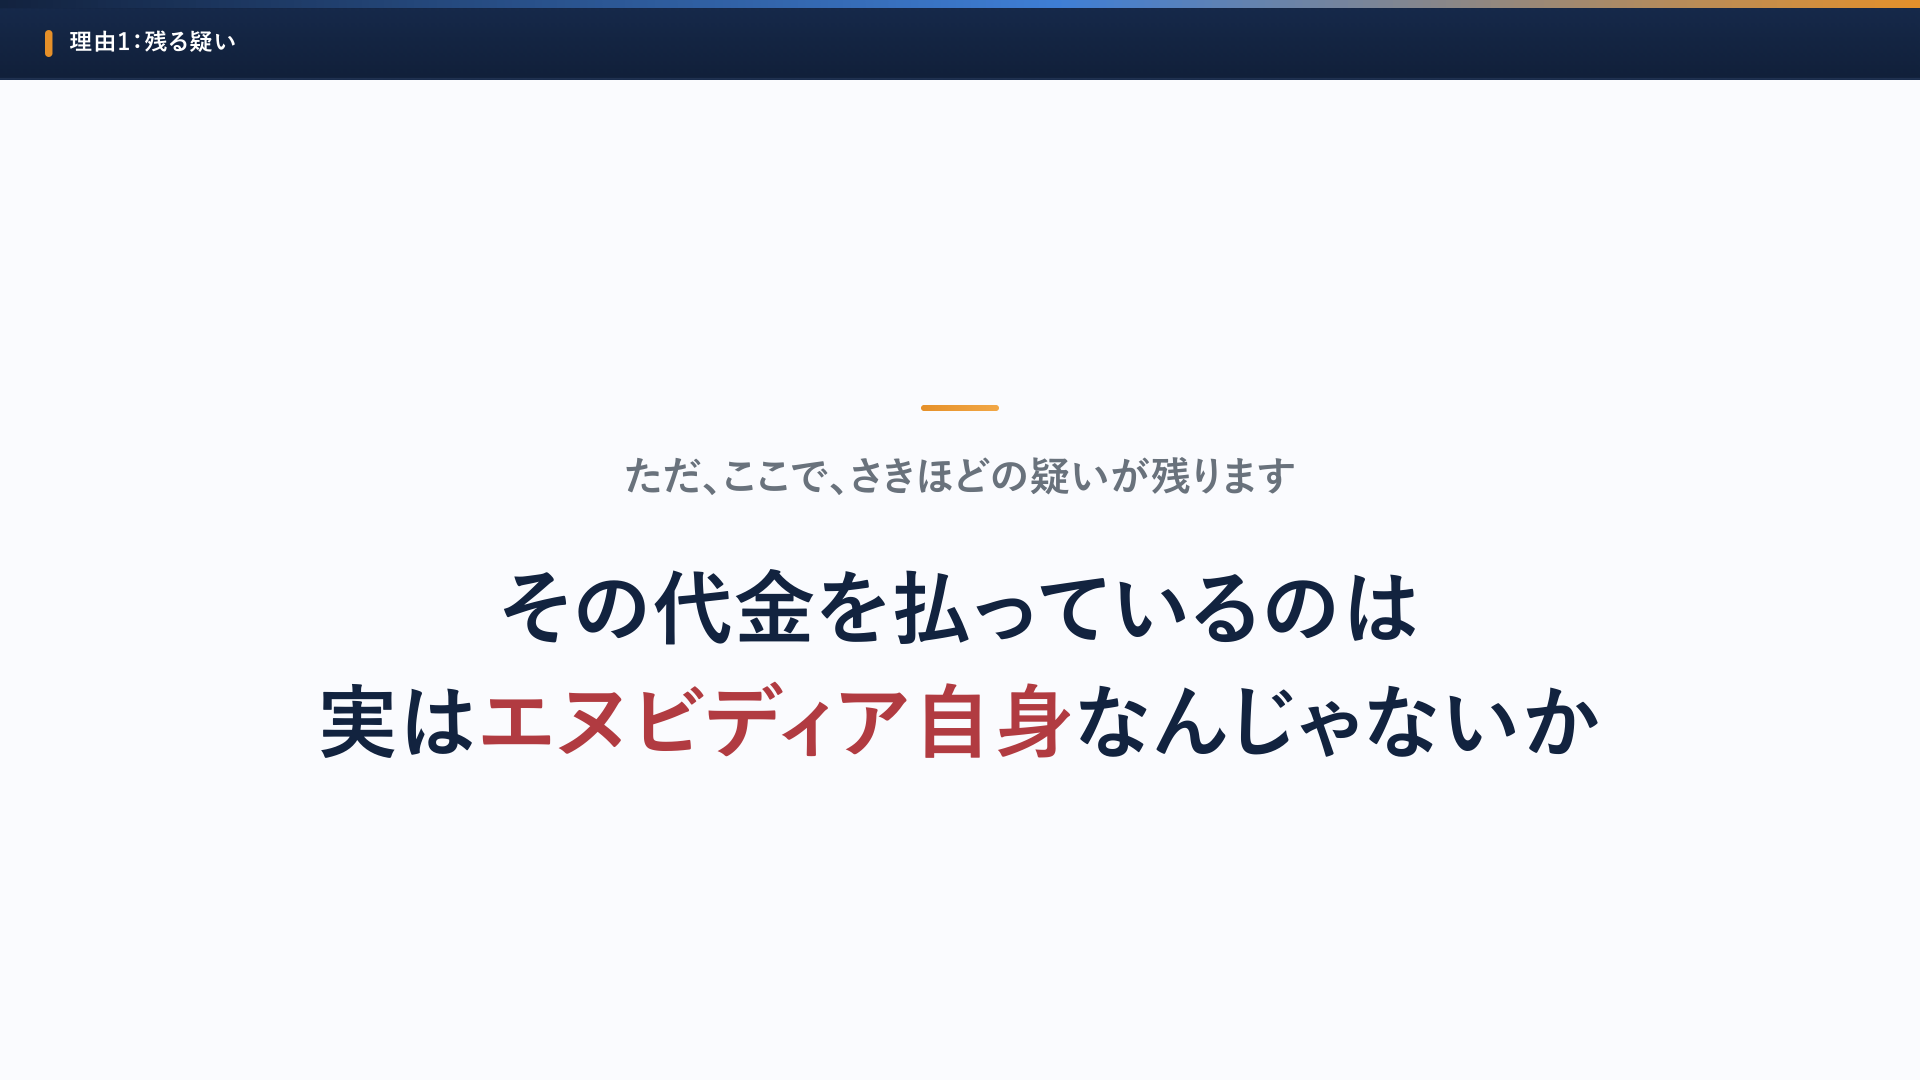 理由1：残る疑い
ただ、ここで、さきほどの疑いが残ります
その代金を払っているのは
実はエヌビディア自身なんじゃないか